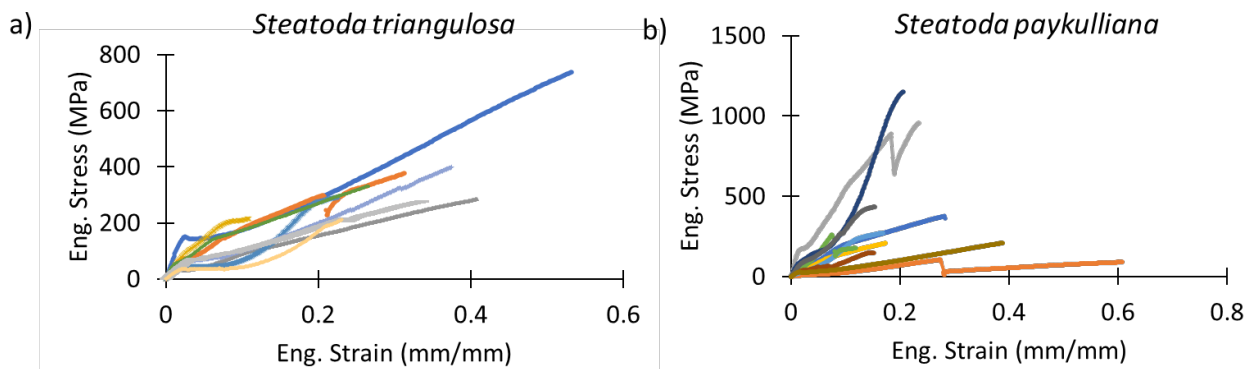 a) Steatoda triangulosa
800
600
400
200
0
0 0.2 0.4 0.6
Eng. Stress (MPa)
Eng. Strain (mm/mm)
b) Steatoda paykulliana
1500
1000
500
0
0 0.2 0.4 0.6 0.8
Eng. Stress (MPa)
Eng. Strain (mm/mm)